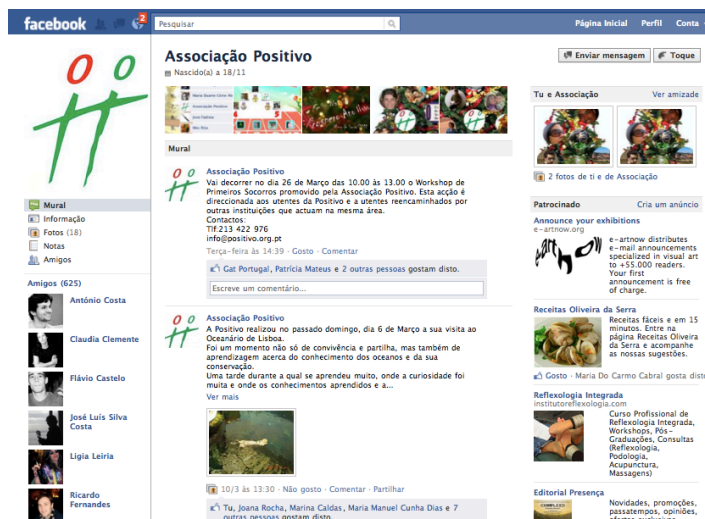 facebook
2
Pesquisar
Página Inicial Perfil Conta
Associação Positivo
Nascido(a) a 18/11
Enviar mensagem
Toque
Mural
Informação
Fotos (18)
Notas
Amigos
Amigos (625)
António Costa
Claudia Clemente
Flávio Castelo
José Luís Silva
Costa
Ligia Leiria
Ricardo
Fernandes
Mural
Associação Positivo
Vai decorrer no dia 26 de Março das 10.00 às 13.00 o Workshop de
Primeiros Socorros promovido pela Associação Positivo. Esta acção é
direccionada aos utentes da Positivo e a utentes reencaminhados por
outras instituições que actuam na mesma área.
Contactos:
Tlf:213 422 976
info@positivo.org.pt
Terça-feira às 14:39 · Gosto · Comentar
Gat Portugal, Patrícia Mateus e 2 outras pessoas gostam disto.
Escreve um comentário...
Associação Positivo
A Positivo realizou no passado domingo, dia 6 de Março a sua visita ao
Oceanário de Lisboa.
Foi um momento não só de convivência e partilha, mas também de
aprendizagem acerca do conhecimento dos oceanos e da sua
conservação.
Uma tarde durante a qual se aprendeu muito, onde a curiosidade foi
muita e onde os conhecimentos aprendidos e a...
Ver mais
10/3 às 13:30 · Não gosto · Comentar · Partilhar
Tu, Joana Rocha, Marina Caldas, Maria Manuel Cunha Dias e 7
outras pessoas gostam disto.
Tu e Associação Ver amizade
2 fotos de ti e de Associação
Patrocinado Cria um anúncio
Announce your exhibitions
e-artnow.org
e-artnow distributes
e-mail announcements
specialized in visual art
to +55.000 readers.
Your first
announcement is free
of charge.
Receitas Oliveira da Serra
Receitas fáceis e em 15
minutos. Entre na
página Receitas Oliveira
da Serra e acompanhe
as nossas sugestões.
Gosto · Maria Do Carmo Cabral gosta disto
Reflexologia Integrada
institutoreflexologia.com
Curso Profissional de
Reflexologia Integrada,
Workshops, Pós-
Graduações, Consultas
(Reflexologia,
Podologia,
Acupunctura,
Massagens)
Editorial Presença
Novidades, promoções,
passatempos, opiniões,